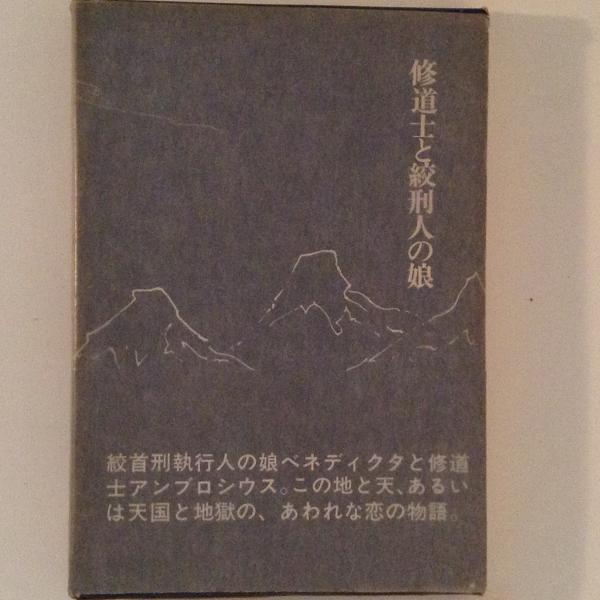 修道士と絞刑人の娘
絞首刑執行人の娘ベネディクタと修道
士アンブロシウス。この地と天、あるい
は天国と地獄の、あわれな恋の物語。